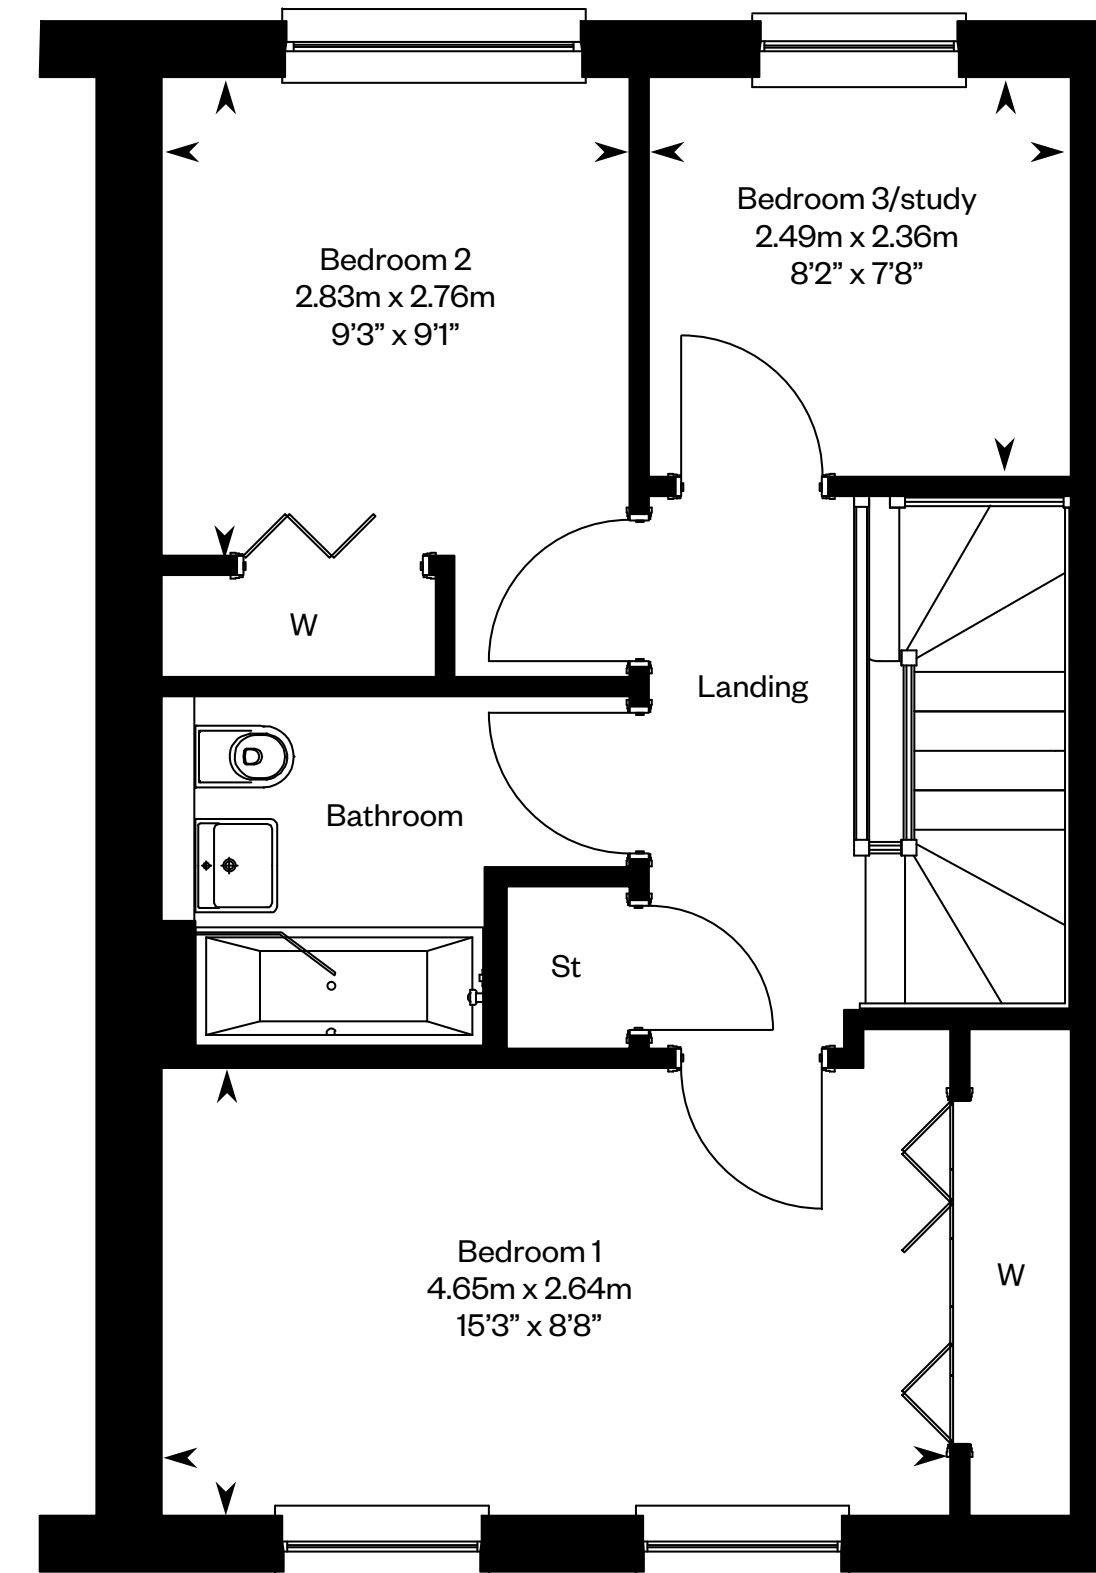 Bedroom 2
2.83m x 2.76m
9’3” x 9’1”
Bedroom 3/study
2.49m x 2.36m
8’2” x 7’8”
W
Landing
Bathroom
St
Bedroom 1
4.65m x 2.64m
15’3” x 8’8”
W